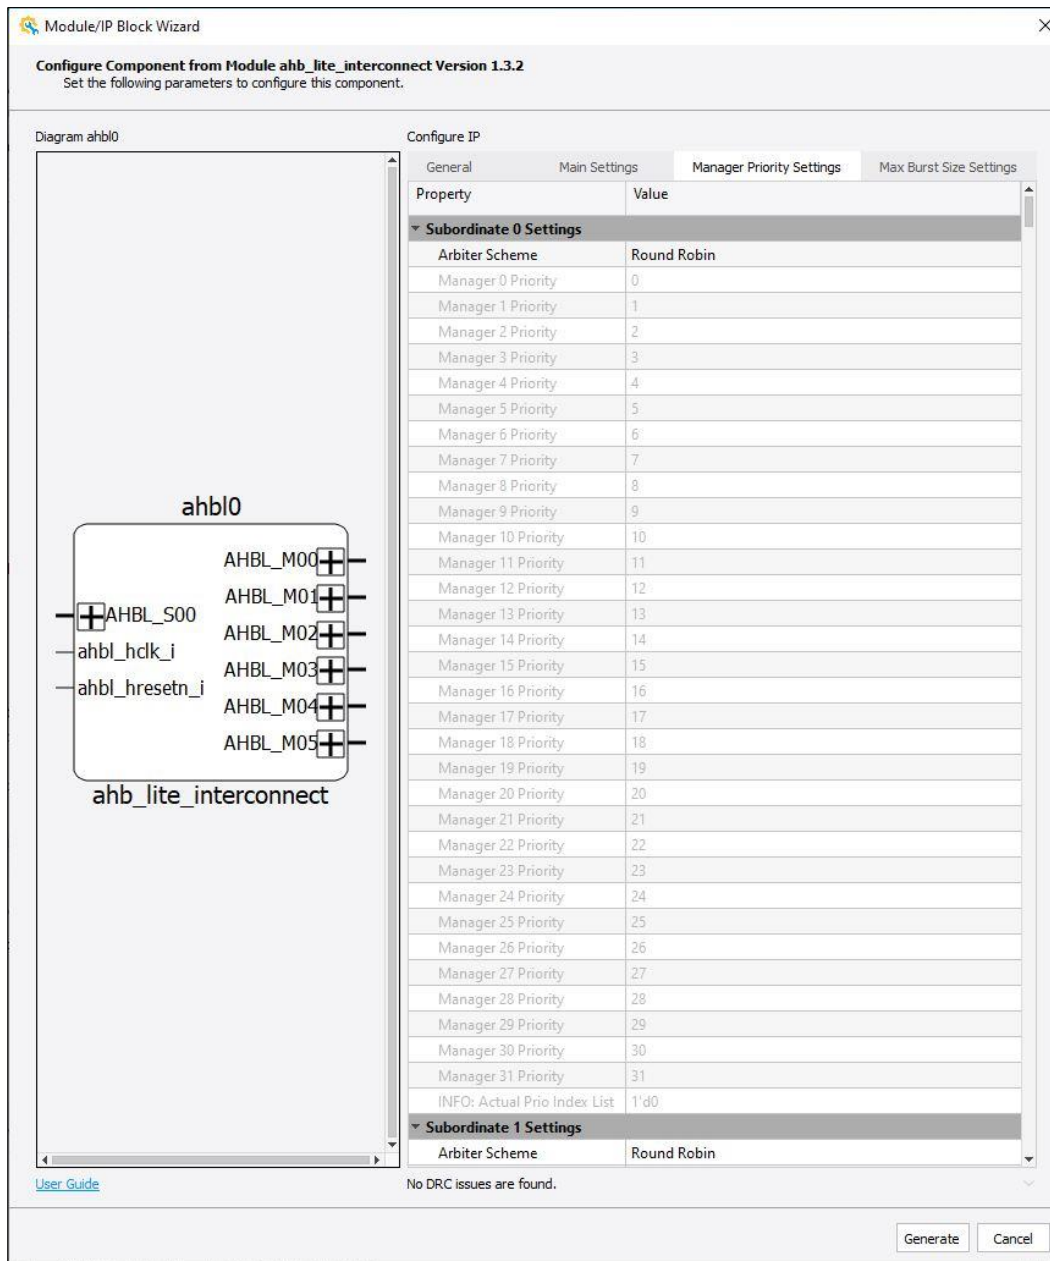 Module/IP Block Wizard
Configure Component from Module ahb_lite_interconnect Version 1.3.2
Set the following parameters to configure this component.
Diagram ahbl0
ahbl0
AHBL_M00
AHBL_M01
AHBL_S00
AHBL_M02
ahbl_hclk_i
AHBL_M03
ahbl_hresetn_i
AHBL_M04
AHBL_M05
ahb_lite_interconnect
User Guide
Configure IP
General Main Settings Manager Priority Settings Max Burst Size Settings
Property Value
Subordinate 0 Settings
Arbiter Scheme Round Robin
Manager 0 Priority 0
Manager 1 Priority 1
Manager 2 Priority 2
Manager 3 Priority 3
Manager 4 Priority 4
Manager 5 Priority 5
Manager 6 Priority 6
Manager 7 Priority 7
Manager 8 Priority 8
Manager 9 Priority 9
Manager 10 Priority 10
Manager 11 Priority 11
Manager 12 Priority 12
Manager 13 Priority 13
Manager 14 Priority 14
Manager 15 Priority 15
Manager 16 Priority 16
Manager 17 Priority 17
Manager 18 Priority 18
Manager 19 Priority 19
Manager 20 Priority 20
Manager 21 Priority 21
Manager 22 Priority 22
Manager 23 Priority 23
Manager 24 Priority 24
Manager 25 Priority 25
Manager 26 Priority 26
Manager 27 Priority 27
Manager 28 Priority 28
Manager 29 Priority 29
Manager 30 Priority 30
Manager 31 Priority 31
INFO: Actual Prio Index List 1'd0
Subordinate 1 Settings
Arbiter Scheme Round Robin
No DRC issues are found.
Generate Cancel